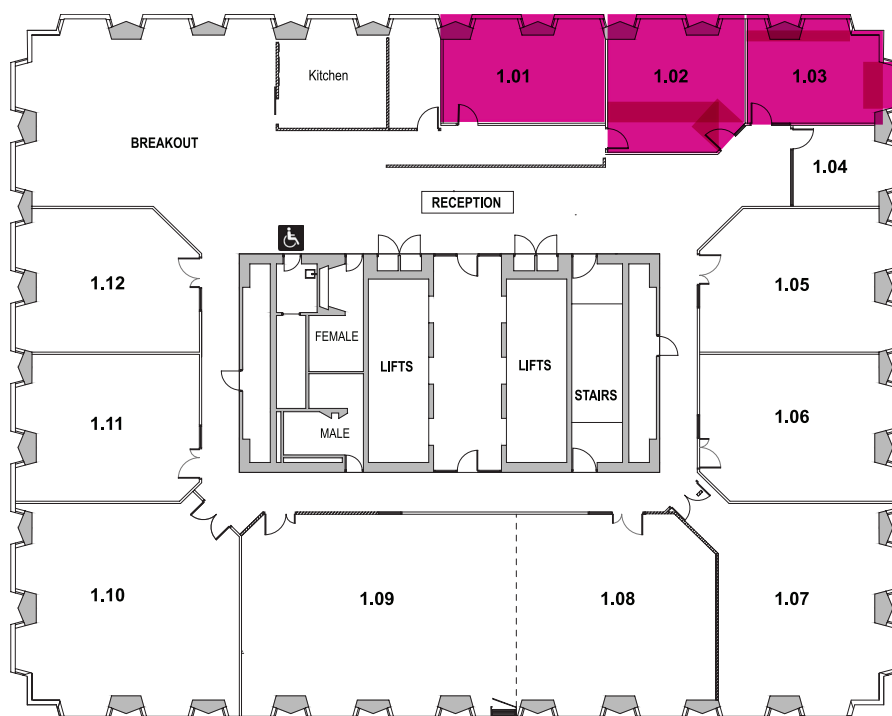 Kitchen
1.01
1.02
1.03
BREAKOUT
1.04
RECEPTION
1.12
1.05
FEMALE
LIFTS
LIFTS
STAIRS
1.11
1.06
MALE
1.10
1.09
1.08
1.07